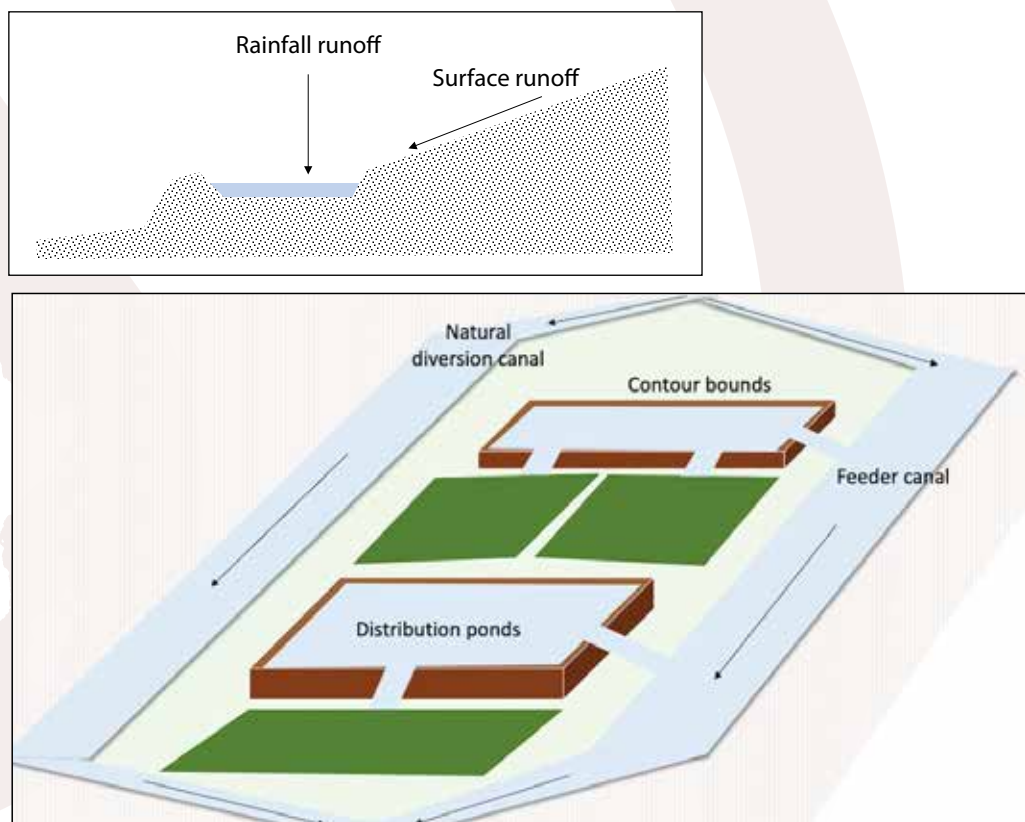 Rainfall runoff
Surface runoff
Natural
diversion canal
Contour bounds
Feeder canal
Distribution ponds